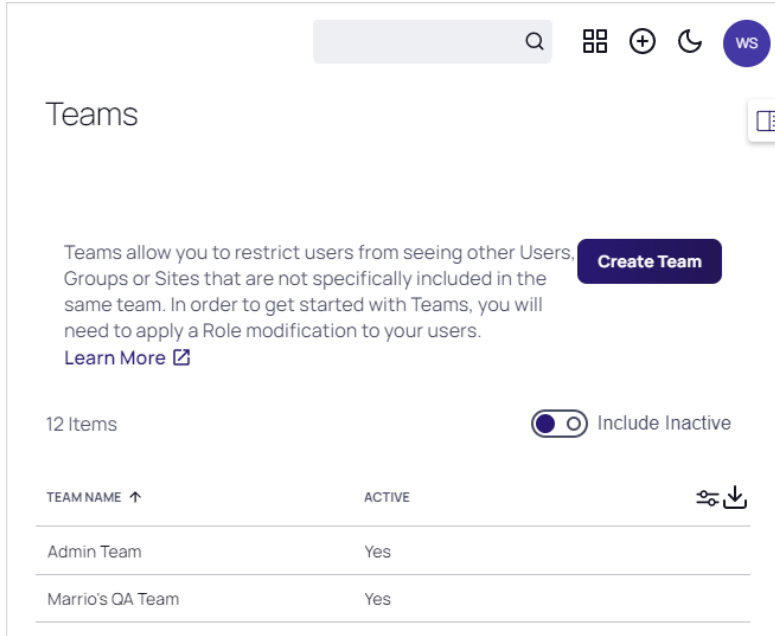 WS
Teams
Teams allow you to restrict users from seeing other Users,
Groups or Sites that are not specifically included in the
same team. In order to get started with Teams, you will
need to apply a Role modification to your users.
Learn More
Create Team
12 Items
Include Inactive
TEAM NAME ACTIVE
Admin Team Yes
Marrio's QA Team Yes